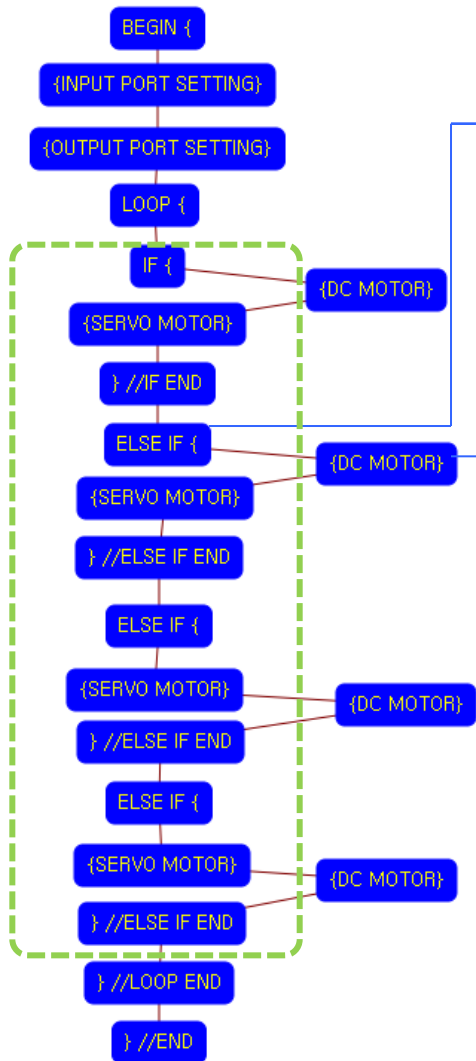 BEGIN {
{INPUT PORT SETTING}
{OUTPUT PORT SETTING}
LOOP {
IF {
{DC MOTOR}
{SERVO MOTOR}
} //IF END
ELSE IF {
{DC MOTOR}
{SERVO MOTOR}
} //ELSE IF END
ELSE IF {
{SERVO MOTOR}
{DC MOTOR}
} //ELSE IF END
ELSE IF {
{SERVO MOTOR}
{DC MOTOR}
} //ELSE IF END
} //LOOP END
} //END